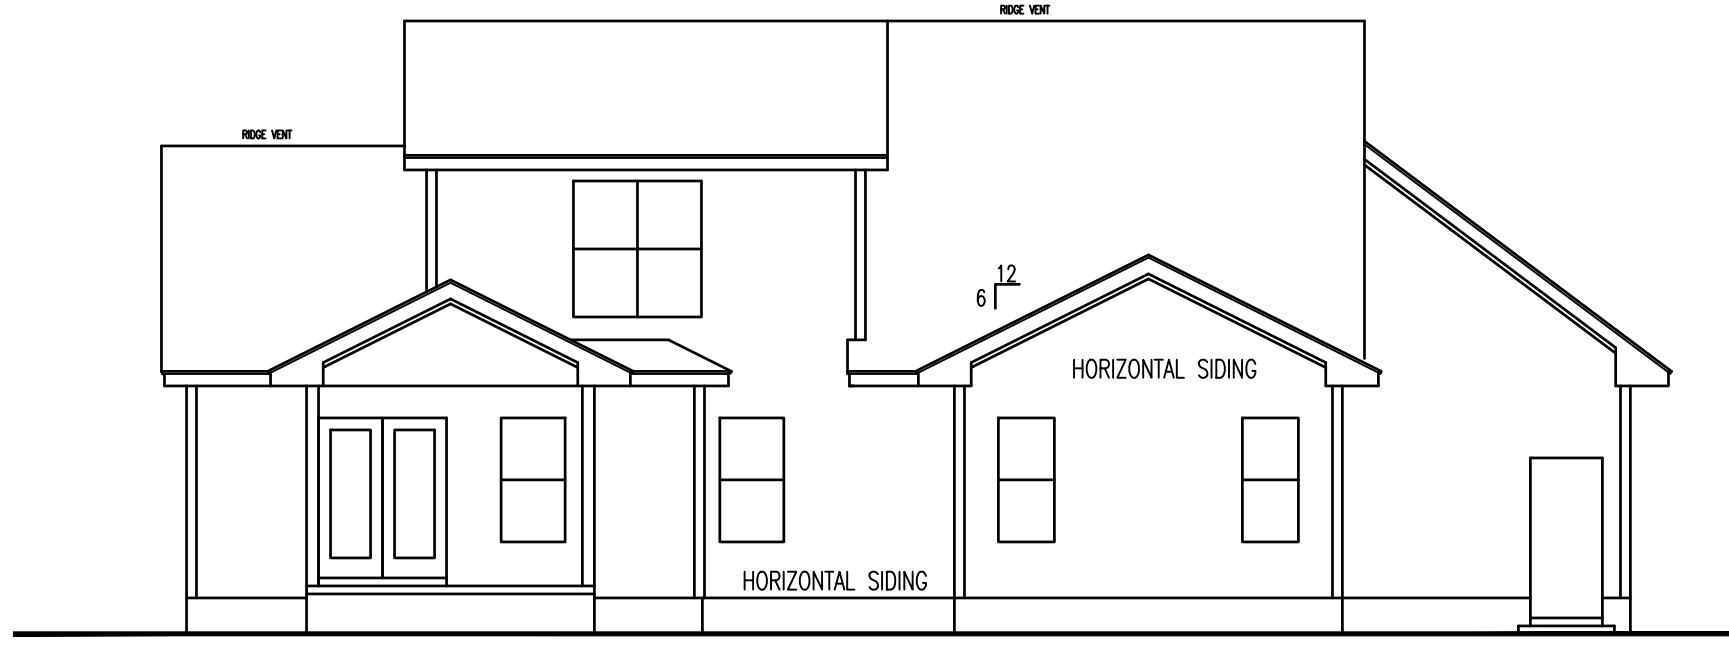 RIDGE VENT
RIDGE VENT
12
6
HORIZONTAL SIDING
HORIZONTAL SIDING